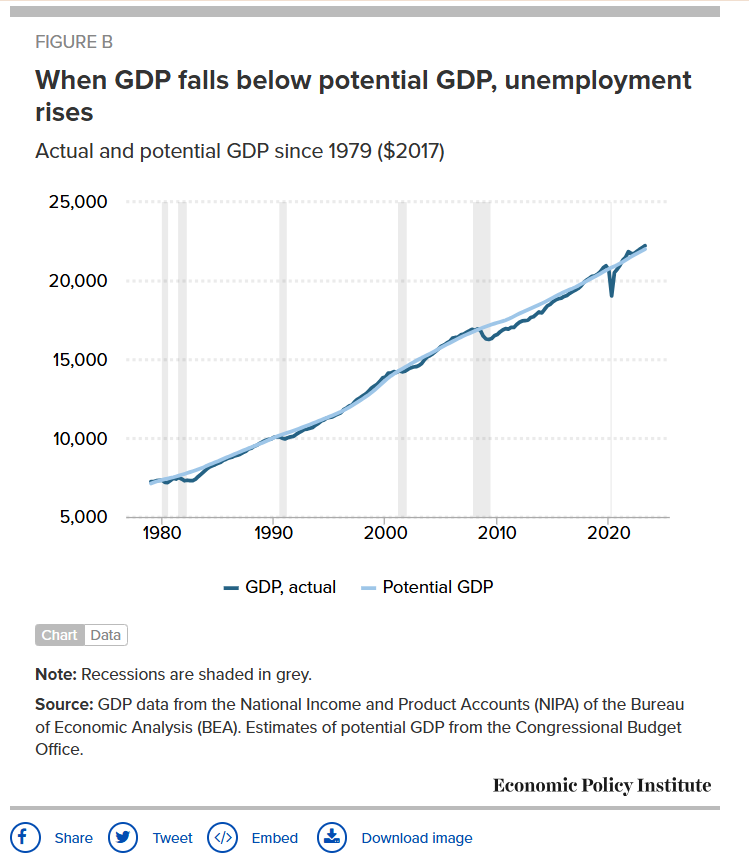 FIGURE B
When GDP falls below potential GDP, unemployment
rises
Actual and potential GDP since 1979 ($2017)
25,000
20,000
15,000
10,000
5,000
1980 1990 2000 2010 2020
GDP, actual Potential GDP
Chart Data
Note: Recessions are shaded in grey.
Source: GDP data from the National Income and Product Accounts (NIPA) of the Bureau
of Economic Analysis (BEA). Estimates of potential GDP from the Congressional Budget
Office.
Economic Policy Institute
Share Tweet Embed Download image